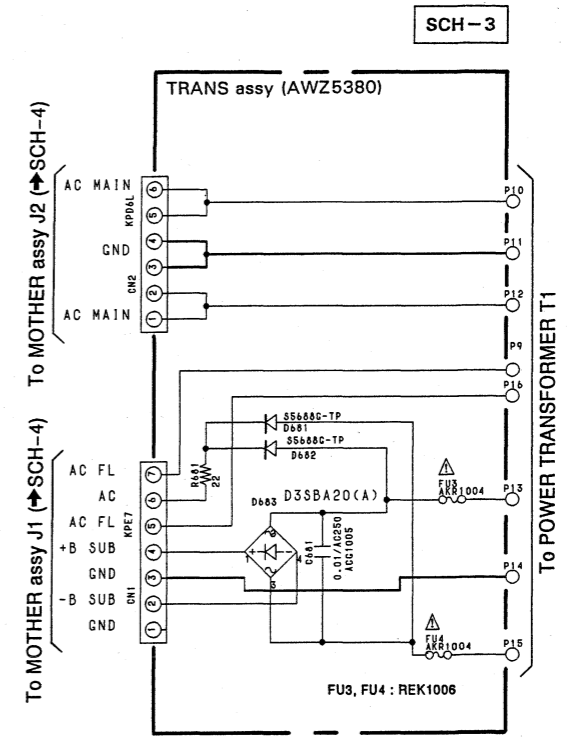 SCH-3
TRANS assy (AWZ5380)
To MOTHER assy J2 (➔SCH-4)
AC MAIN
GND
AC MAIN
KPD6L
CN2
6
5
4
3
2
1
P10
P11
P12
P9
P16
To POWER TRANSFORMER T1
S5688G-TP
D681
S5688G-TP
D682
To MOTHER assy J1 (➔SCH-4)
AC FL
AC
AC FL
+B SUB
GND
-B SUB
GND
KPE7
CN1
7
6
5
4
3
2
1
R681
22
D683
D3SBA20(A)
1
2
3
4
+
-
C681
0.01/AC250
ACG1005
FU3
AKR1004
P13
P14
FU4
AKR1004
P15
FU3, FU4 : REK1006